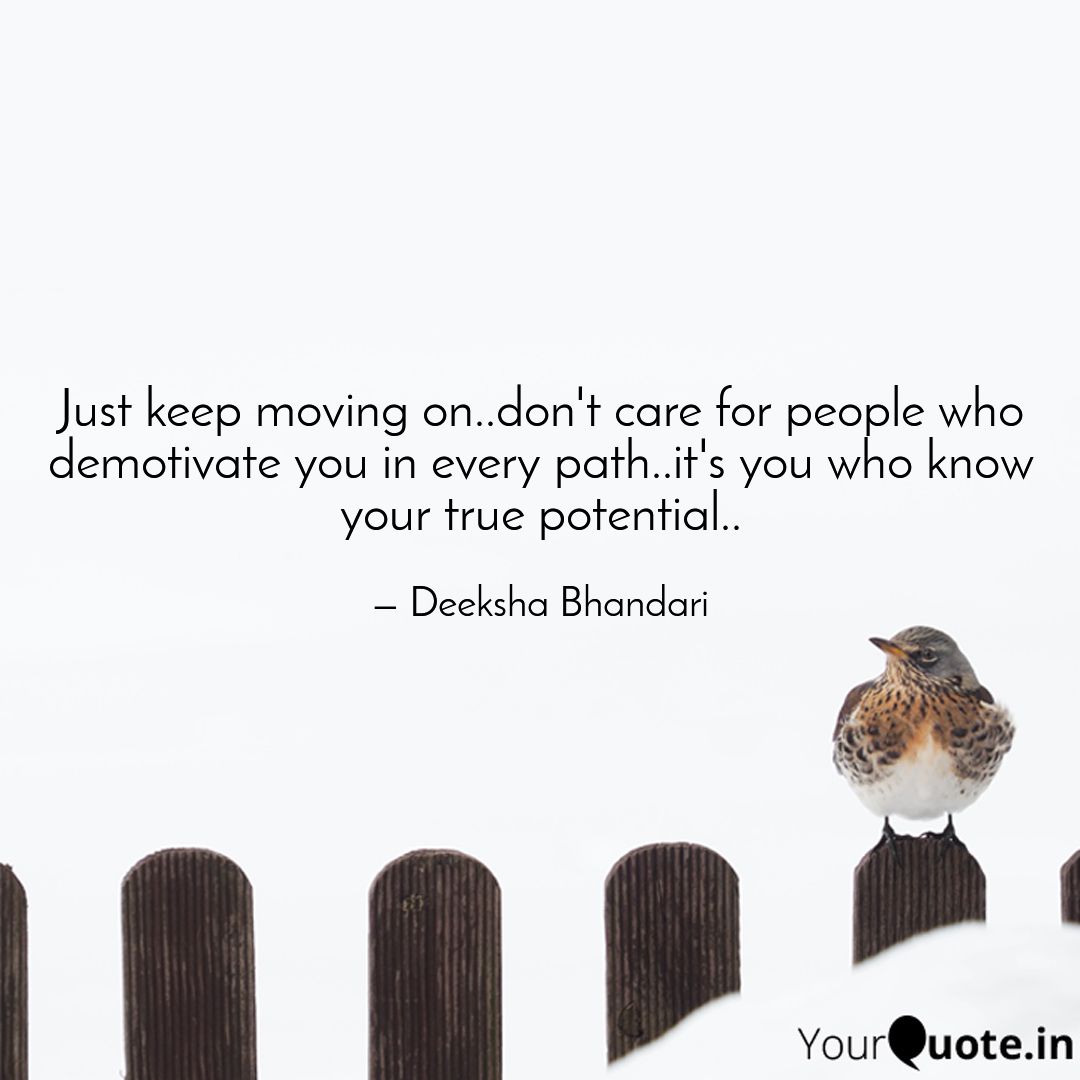 Just keep moving on..don't care for people who
demotivate you in every path..it's you who know
your true potential..
— Deeksha Bhandari
YourQuote.in